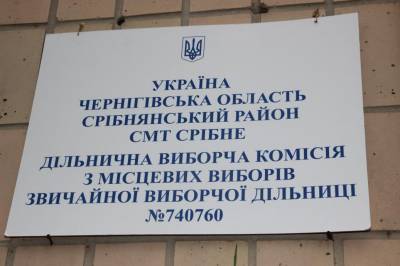 УКРАЇНА
ЧЕРНІГІВСЬКА ОБЛАСТЬ
СРІБНЯНСЬКИЙ РАЙОН
СМТ СРІБНЕ
ДІЛЬНИЧНА ВИБОРЧА КОМІСІЯ
З МІСЦЕВИХ ВИБОРІВ
ЗВИЧАЙНОЇ ВИБОРЧОЇ ДІЛЬНИЦІ
№740760